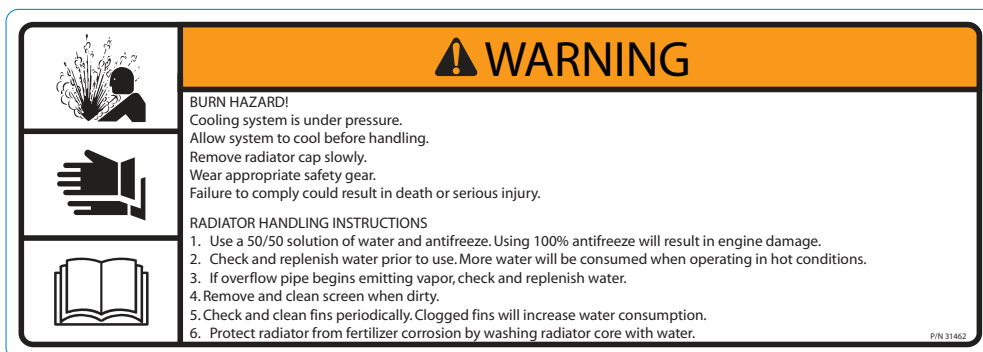 WARNING
BURN HAZARD!
Cooling system is under pressure.
Allow system to cool before handling.
Remove radiator cap slowly.
Wear appropriate safety gear.
Failure to comply could result in death or serious injury.
RADIATOR HANDLING INSTRUCTIONS
1. Use a 50/50 solution of water and antifreeze. Using 100% antifreeze will result in engine damage.
2. Check and replenish water prior to use. More water will be consumed when operating in hot conditions.
3. If overflow pipe begins emitting vapor, check and replenish water.
4. Remove and clean screen when dirty.
5. Check and clean fins periodically. Clogged fins will increase water consumption.
6. Protect radiator from fertilizer corrosion by washing radiator core with water.
P/N 31462